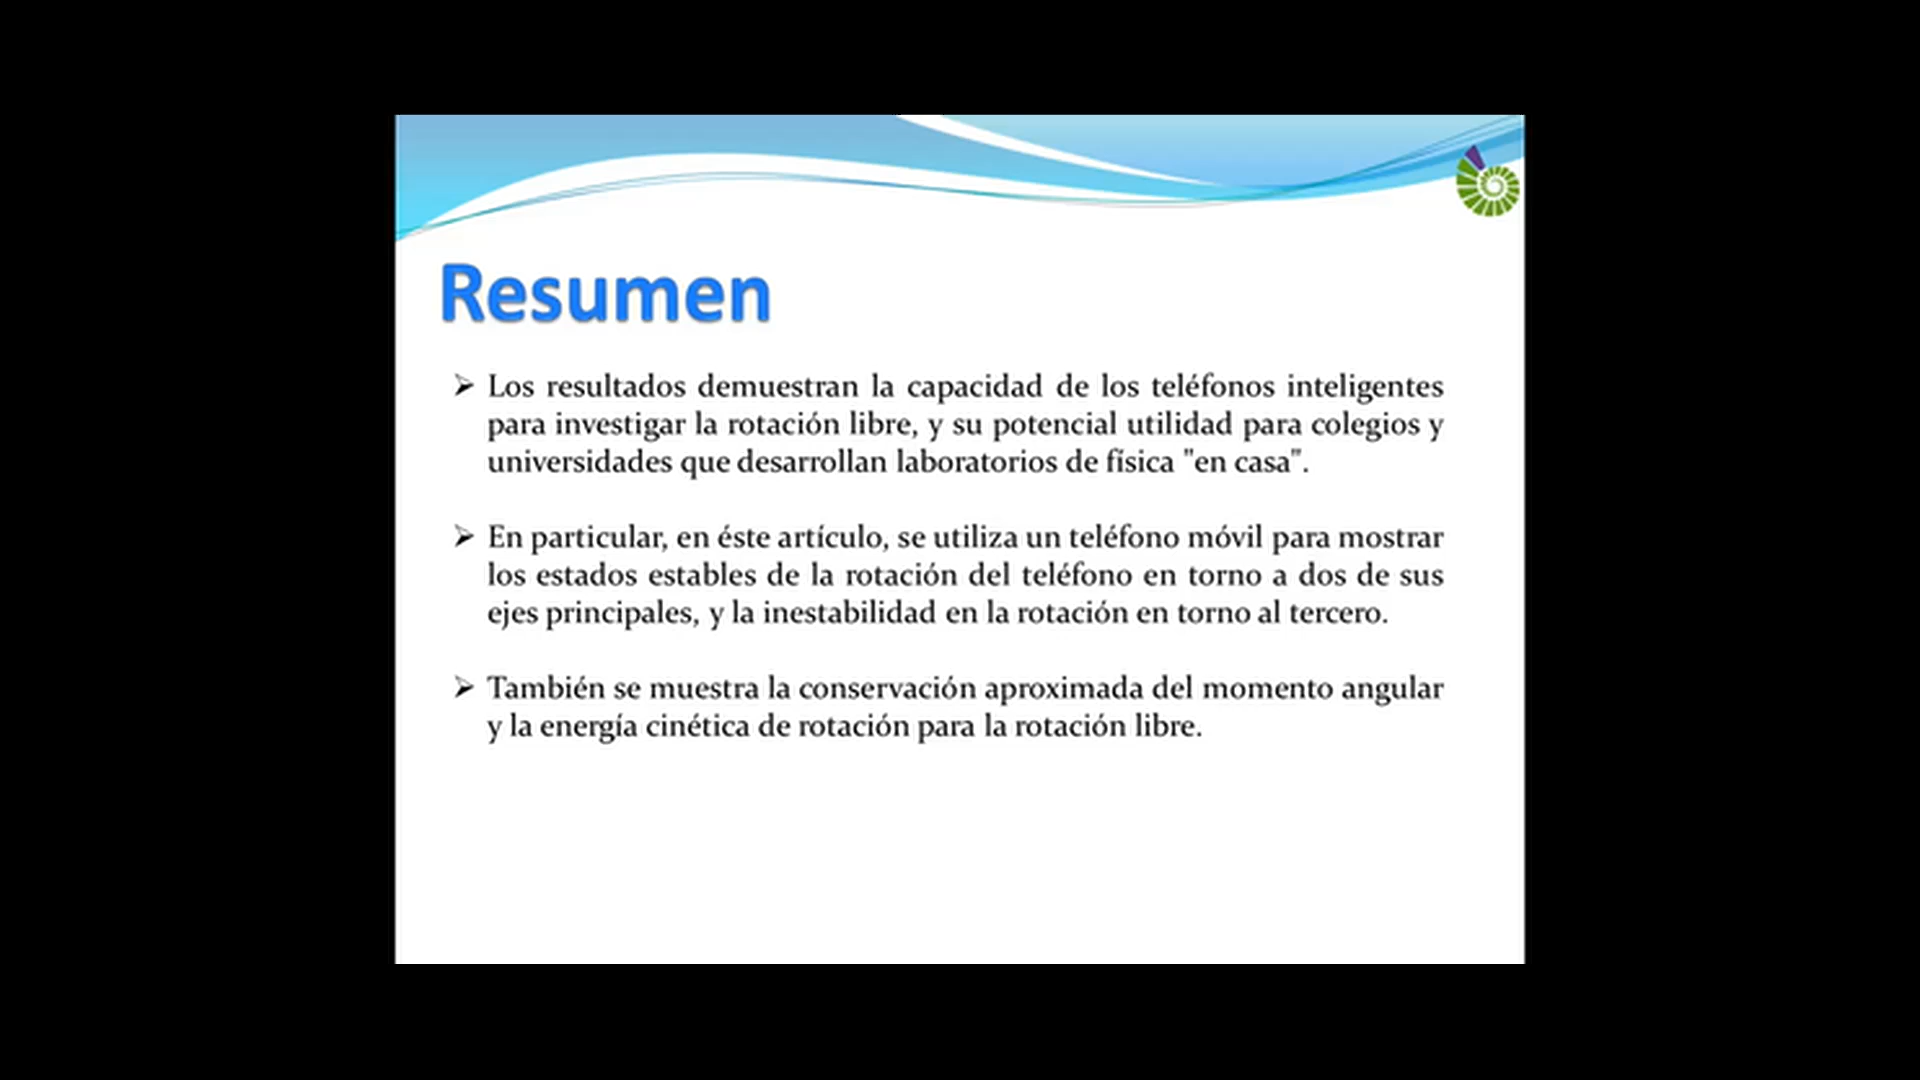 Resumen
➢ Los resultados demuestran la capacidad de los teléfonos inteligentes
para investigar la rotación libre, y su potencial utilidad para colegios y
universidades que desarrollan laboratorios de física "en casa".
➢ En particular, en éste artículo, se utiliza un teléfono móvil para mostrar
los estados estables de la rotación del teléfono en torno a dos de sus
ejes principales, y la inestabilidad en la rotación en torno al tercero.
➢ También se muestra la conservación aproximada del momento angular
y la energía cinética de rotación para la rotación libre.